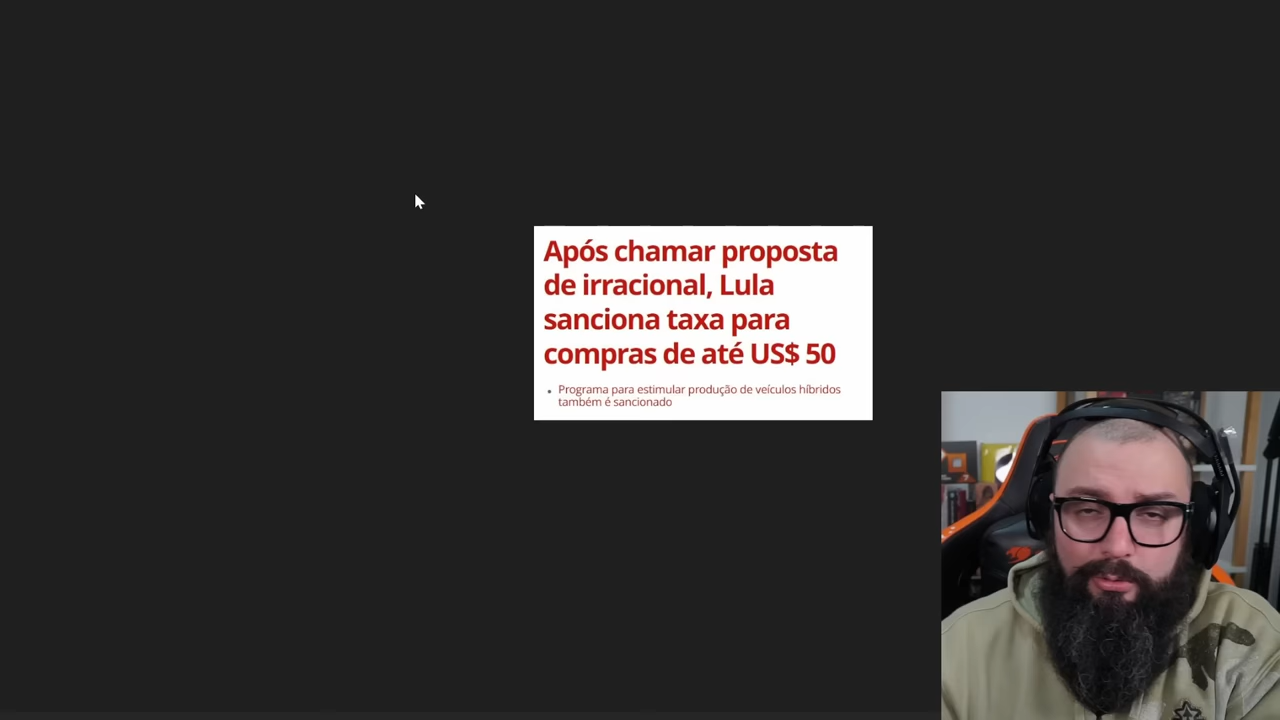 Após chamar proposta
de irracional, Lula
sanciona taxa para
compras de até US$ 50
• Programa para estimular produção de veículos híbridos
também é sancionado